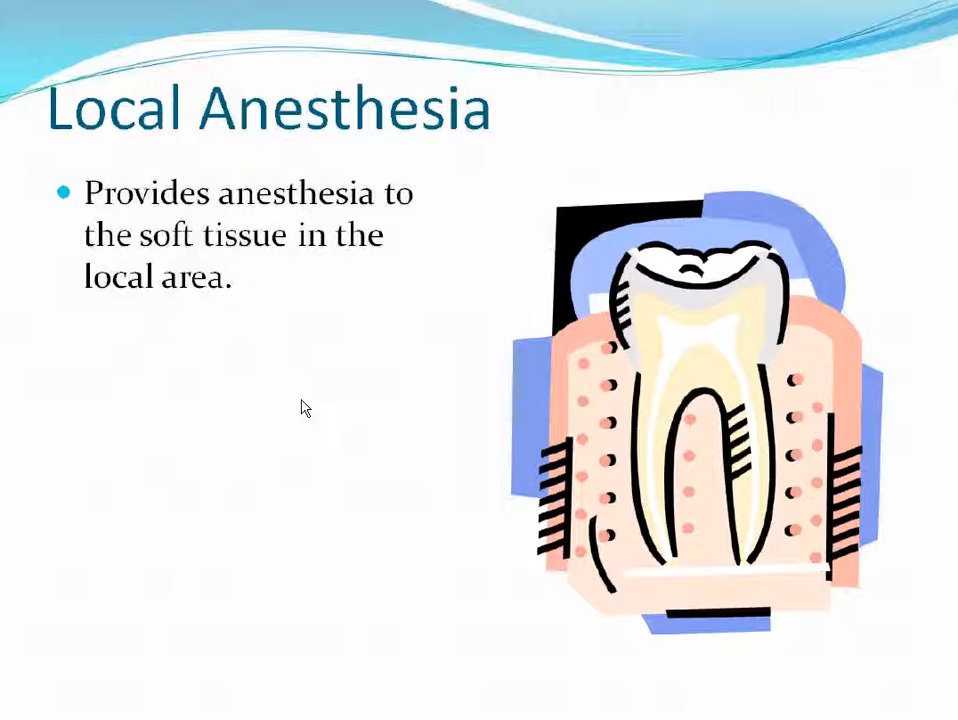 Local Anesthesia
Provides anesthesia to
the soft tissue in the
local area.